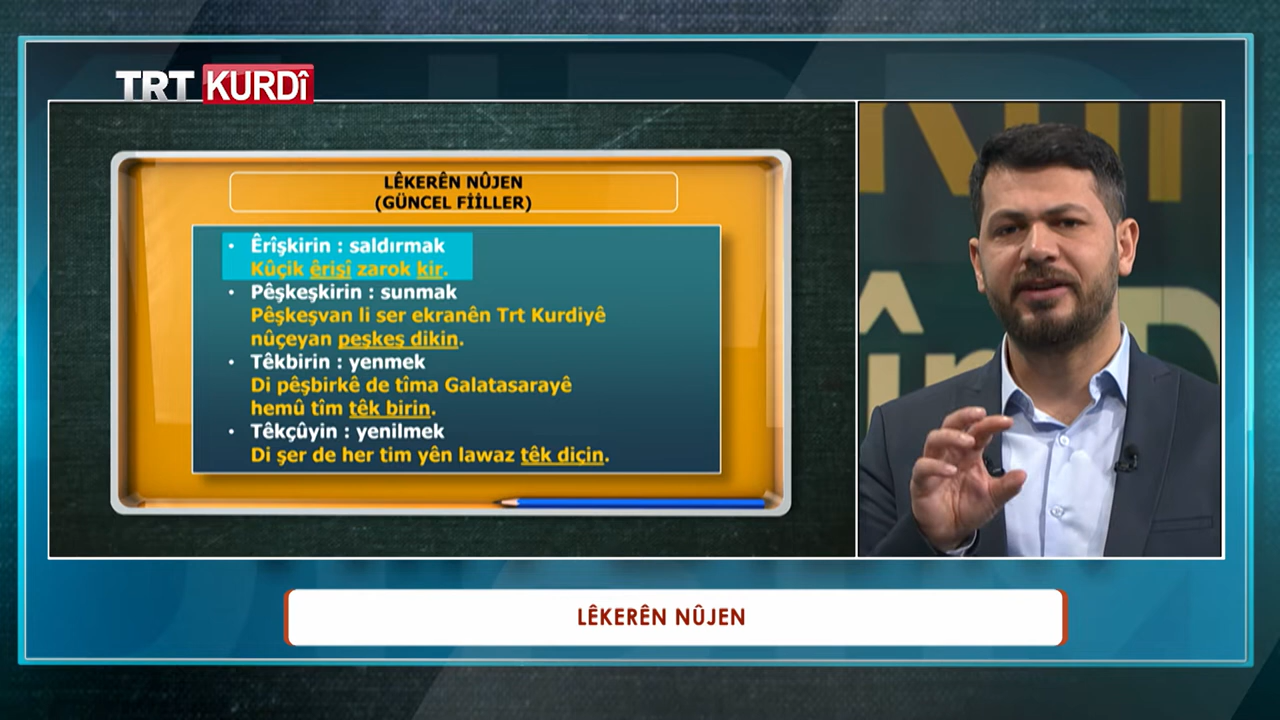 TRT KURDÎ
LÊKERÊN NÛJEN
(GÜNCEL FİİLLER)
• Êrîşkirin : saldırmak
Kûçik êrişî zarok kir.
• Pêşkeşkirin : sunmak
Pêşkeşvan li ser ekranên Trt Kurdiyê
nûçeyan peşkeş dikin.
• Têkbirin : yenmek
Di pêşbirkê de tîma Galatasarayê
hemû tîm têk birin.
• Têkçûyin : yenilmek
Di şer de her tim yên lawaz têk diçin.
LÊKERÊN NÛJEN